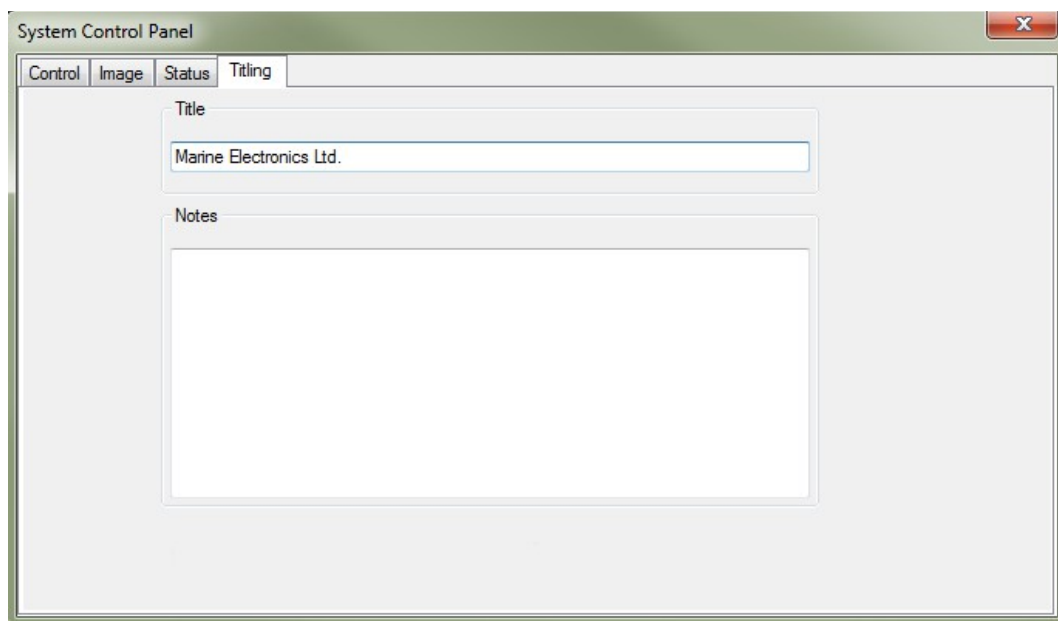 System Control Panel
Control Image Status Titling
Title
Marine Electronics Ltd.
Notes